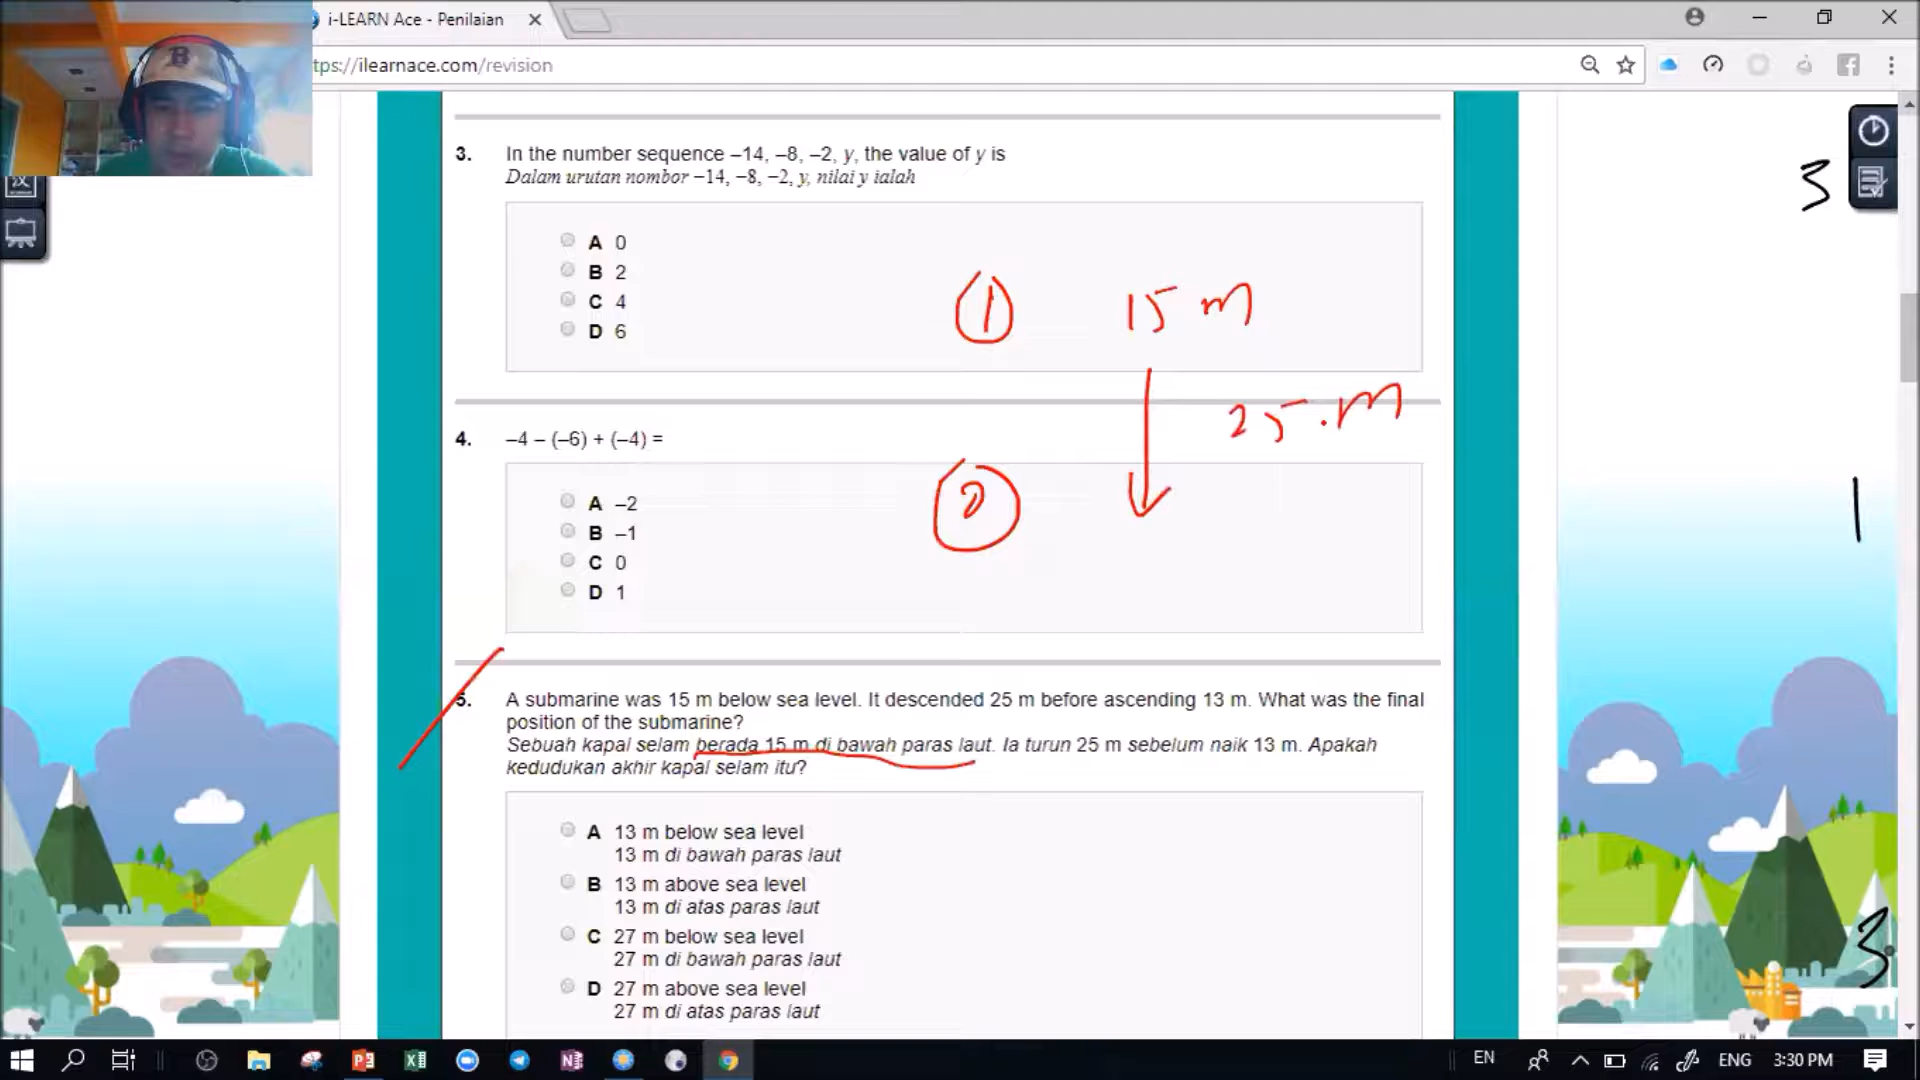 i-LEARN Ace - Penilaian
tps://ilearnace.com/revision
3. In the number sequence –14, –8, –2, y, the value of y is
Dalam urutan nombor –14, –8, –2, y, nilai y ialah
A 0
B 2
C 4
D 6
3
1 15 m
25 m
4. –4 – (–6) + (–4) =
A –2
B –1
C 0
D 1
2
1
5. A submarine was 15 m below sea level. It descended 25 m before ascending 13 m. What was the final
position of the submarine?
Sebuah kapal selam berada 15 m di bawah paras laut. Ia turun 25 m sebelum naik 13 m. Apakah
kedudukan akhir kapal selam itu?
A 13 m below sea level
13 m di bawah paras laut
B 13 m above sea level
13 m di atas paras laut
C 27 m below sea level
27 m di bawah paras laut
D 27 m above sea level
27 m di atas paras laut
3
EN
ENG
3:30 PM